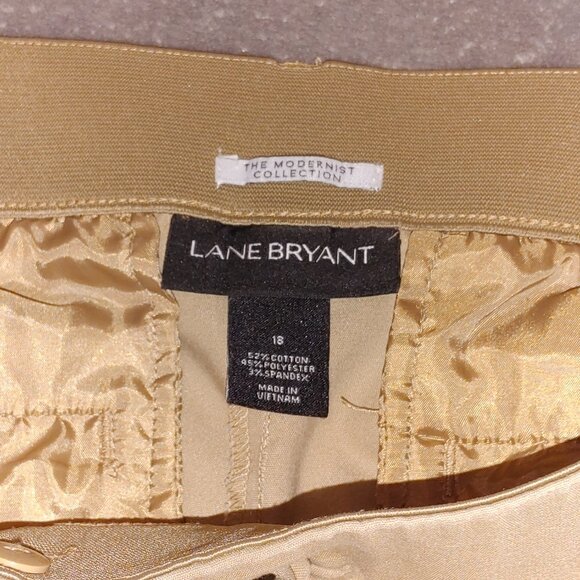 THE MODERNIST
COLLECTION
LANE BRYANT
18
52% COTTON
45% POLYESTER
3% SPANDEX
MADE IN
VIETNAM